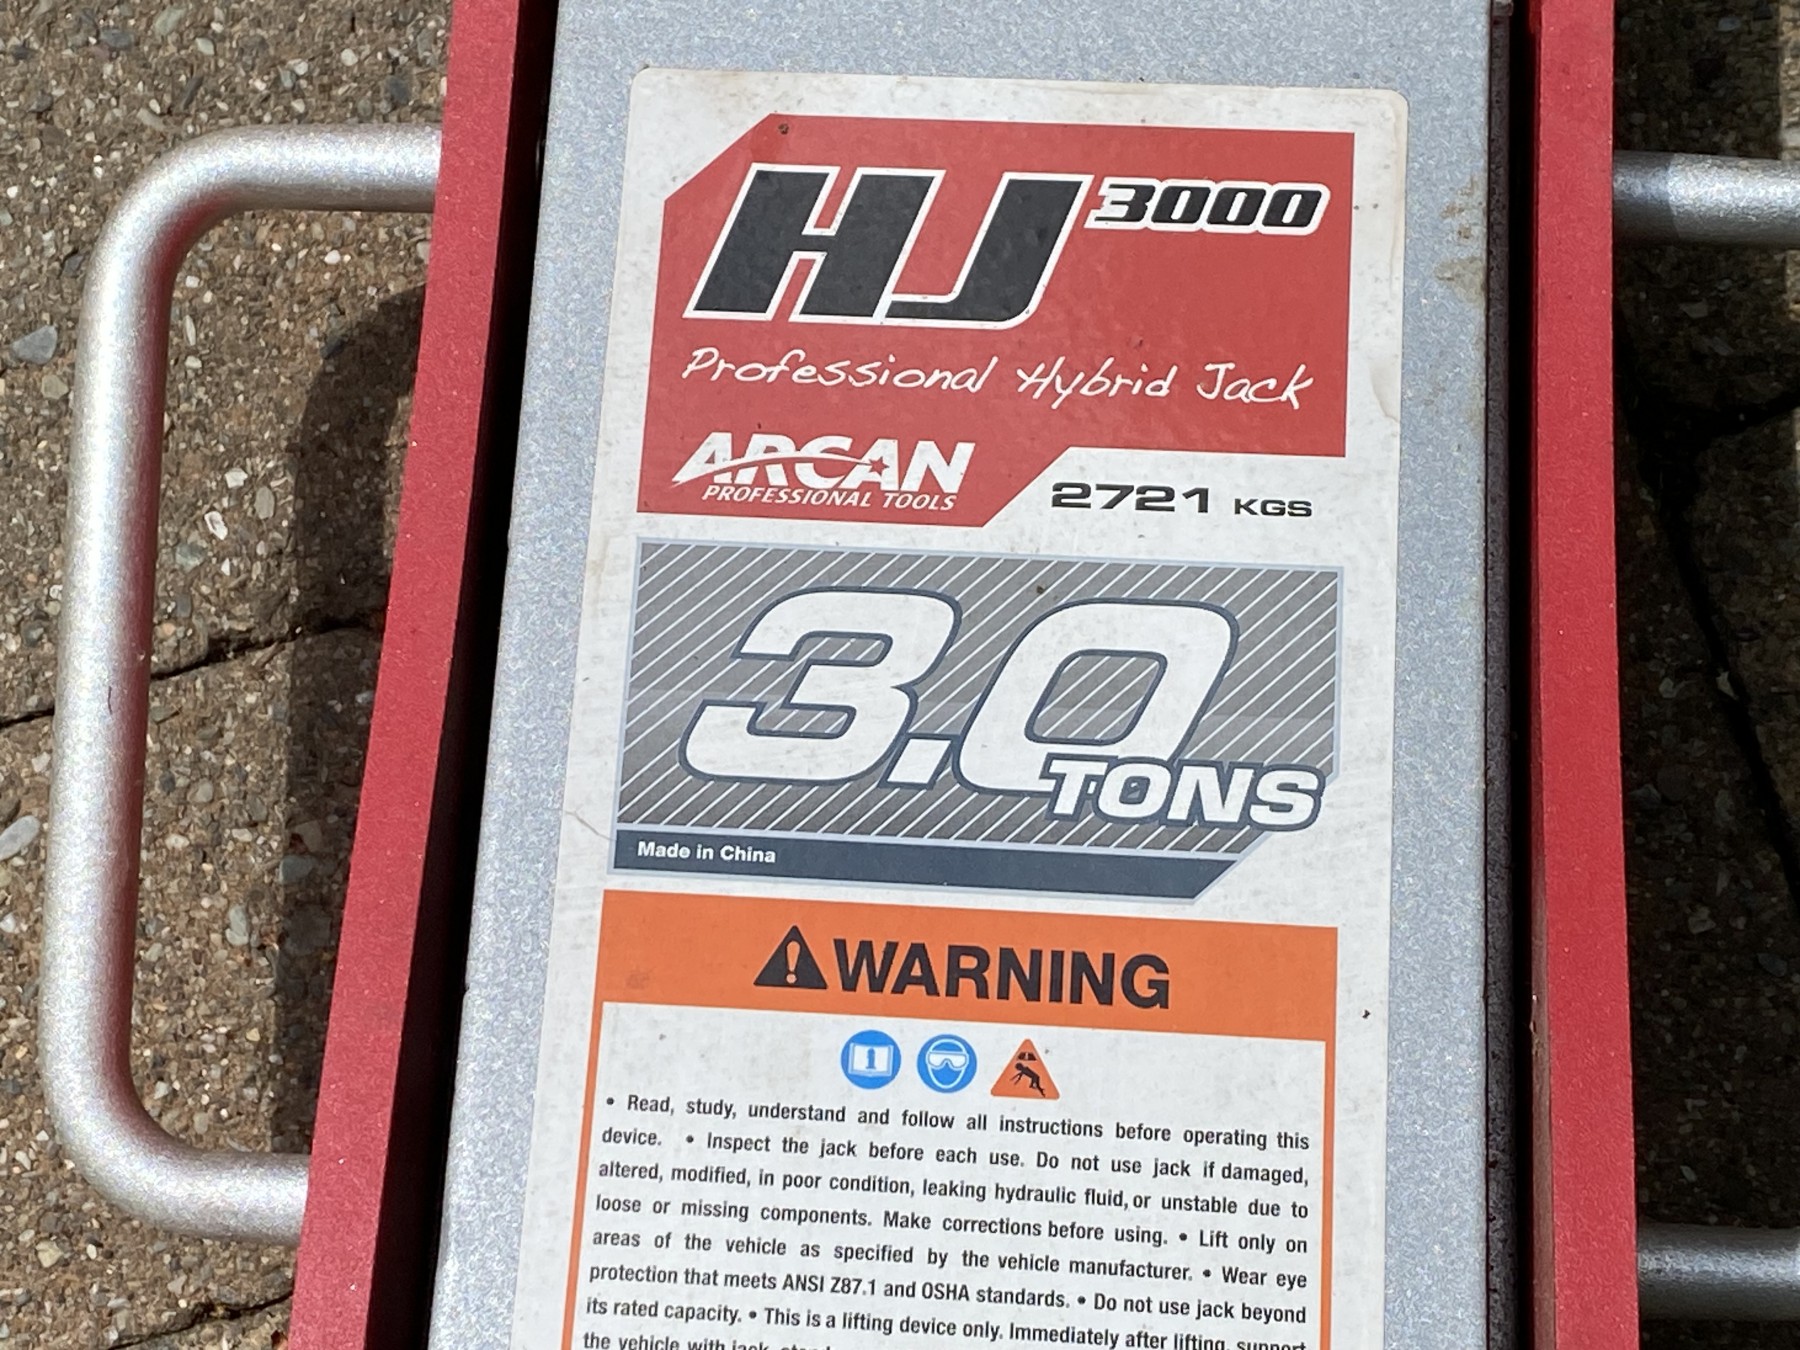 HJ 3000
Professional Hybrid Jack
ARCAN
PROFESSIONAL TOOLS
2721 KGS
3.0
TONS
Made in China
WARNING
• Read, study, understand and follow all instructions before operating this
device. • Inspect the jack before each use. Do not use jack if damaged,
altered, modified, in poor condition, leaking hydraulic fluid, or unstable due to
loose or missing components. Make corrections before using. • Lift only on
areas of the vehicle as specified by the vehicle manufacturer. • Wear eye
protection that meets ANSI Z87.1 and OSHA standards. • Do not use jack beyond
its rated capacity. • This is a lifting device only. Immediately after lifting, support
the vehicle with jack